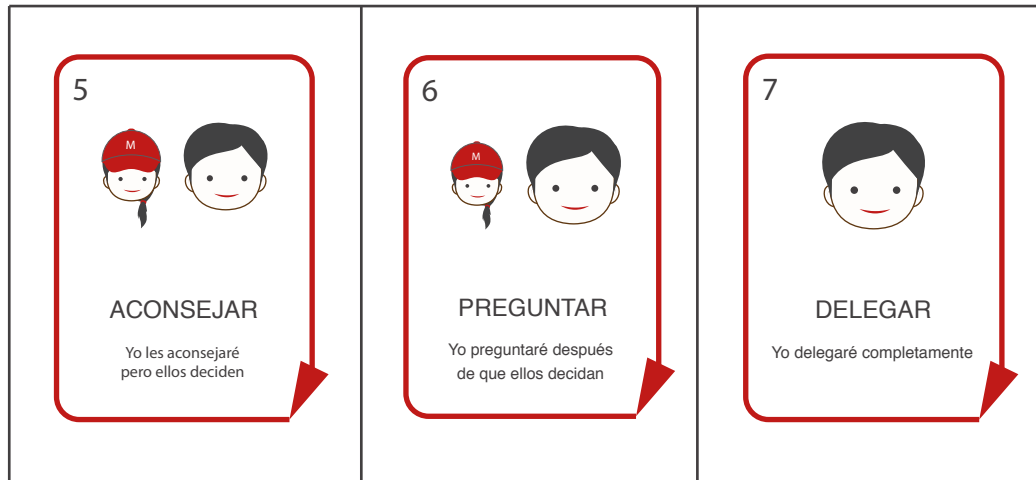 5
M
ACONSEJAR
Yo les aconsejaré
pero ellos deciden
6
M
PREGUNTAR
Yo preguntaré después
de que ellos decidan
7
DELEGAR
Yo delegaré completamente